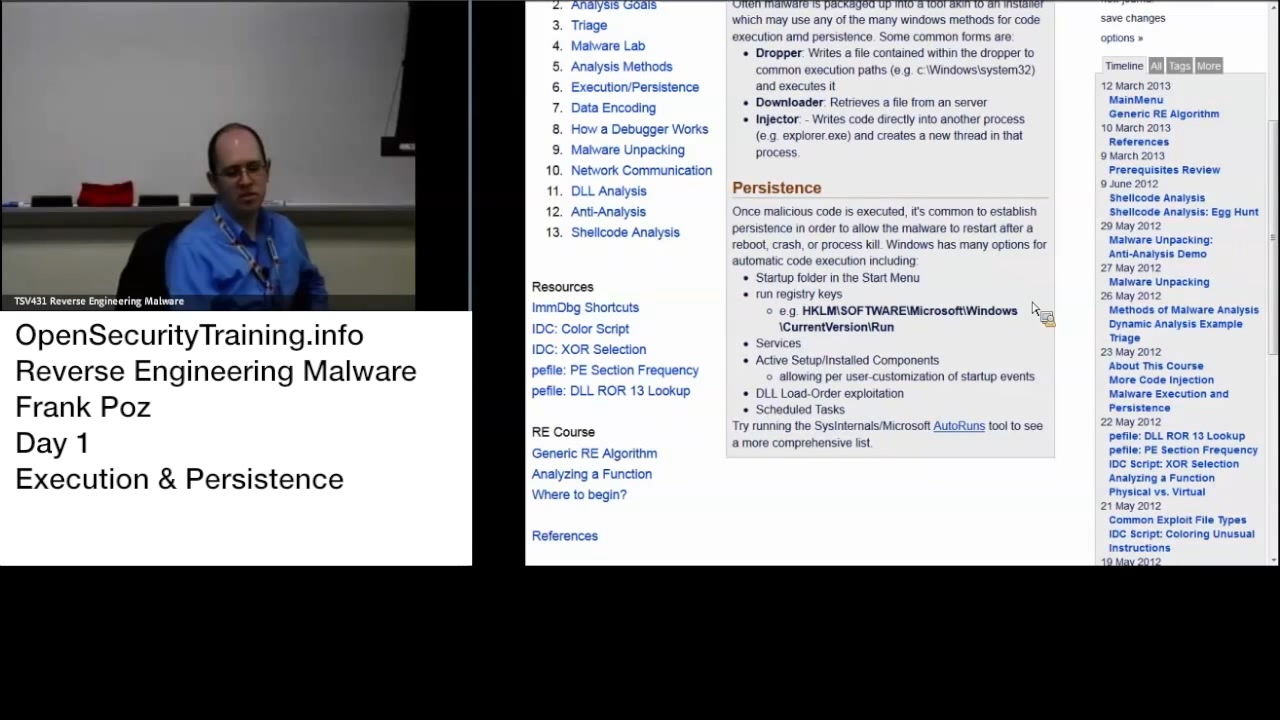 TSV431 Reverse Engineering Malware
OpenSecurityTraining.info
Reverse Engineering Malware
Frank Poz
Day 1
Execution & Persistence
2. Analysis Goals
3. Triage
4. Malware Lab
5. Analysis Methods
6. Execution/Persistence
7. Data Encoding
8. How a Debugger Works
9. Malware Unpacking
10. Network Communication
11. DLL Analysis
12. Anti-Analysis
13. Shellcode Analysis
Resources
ImmDbg Shortcuts
IDC: Color Script
IDC: XOR Selection
pefile: PE Section Frequency
pefile: DLL ROR 13 Lookup
RE Course
Generic RE Algorithm
Analyzing a Function
Where to begin?
References
Often malware is packaged up into a tool akin to an installer
which may use any of the many windows methods for code
execution amd persistence. Some common forms are:
Dropper: Writes a file contained within the dropper to
common execution paths (e.g. c:\Windows\system32)
and executes it
Downloader: Retrieves a file from an server
Injector: - Writes code directly into another process
(e.g. explorer.exe) and creates a new thread in that
process.
Persistence
Once malicious code is executed, it's common to establish
persistence in order to allow the malware to restart after a
reboot, crash, or process kill. Windows has many options for
automatic code execution including:
Startup folder in the Start Menu
run registry keys
e.g. HKLM\SOFTWARE\Microsoft\Windows
\CurrentVersion\Run
Services
Active Setup/Installed Components
allowing per user-customization of startup events
DLL Load-Order exploitation
Scheduled Tasks
Try running the SysInternals/Microsoft AutoRuns tool to see
a more comprehensive list.
new journal
save changes
options »
Timeline All Tags More
12 March 2013
MainMenu
Generic RE Algorithm
10 March 2013
References
9 March 2013
Prerequisites Review
9 June 2012
Shellcode Analysis
Shellcode Analysis: Egg Hunt
29 May 2012
Malware Unpacking:
Anti-Analysis Demo
27 May 2012
Malware Unpacking
26 May 2012
Methods of Malware Analysis
Dynamic Analysis Example
Triage
23 May 2012
About This Course
More Code Injection
Malware Execution and
Persistence
22 May 2012
pefile: DLL ROR 13 Lookup
pefile: PE Section Frequency
IDC Script: XOR Selection
Analyzing a Function
Physical vs. Virtual
21 May 2012
Common Exploit File Types
IDC Script: Coloring Unusual
Instructions
19 May 2012